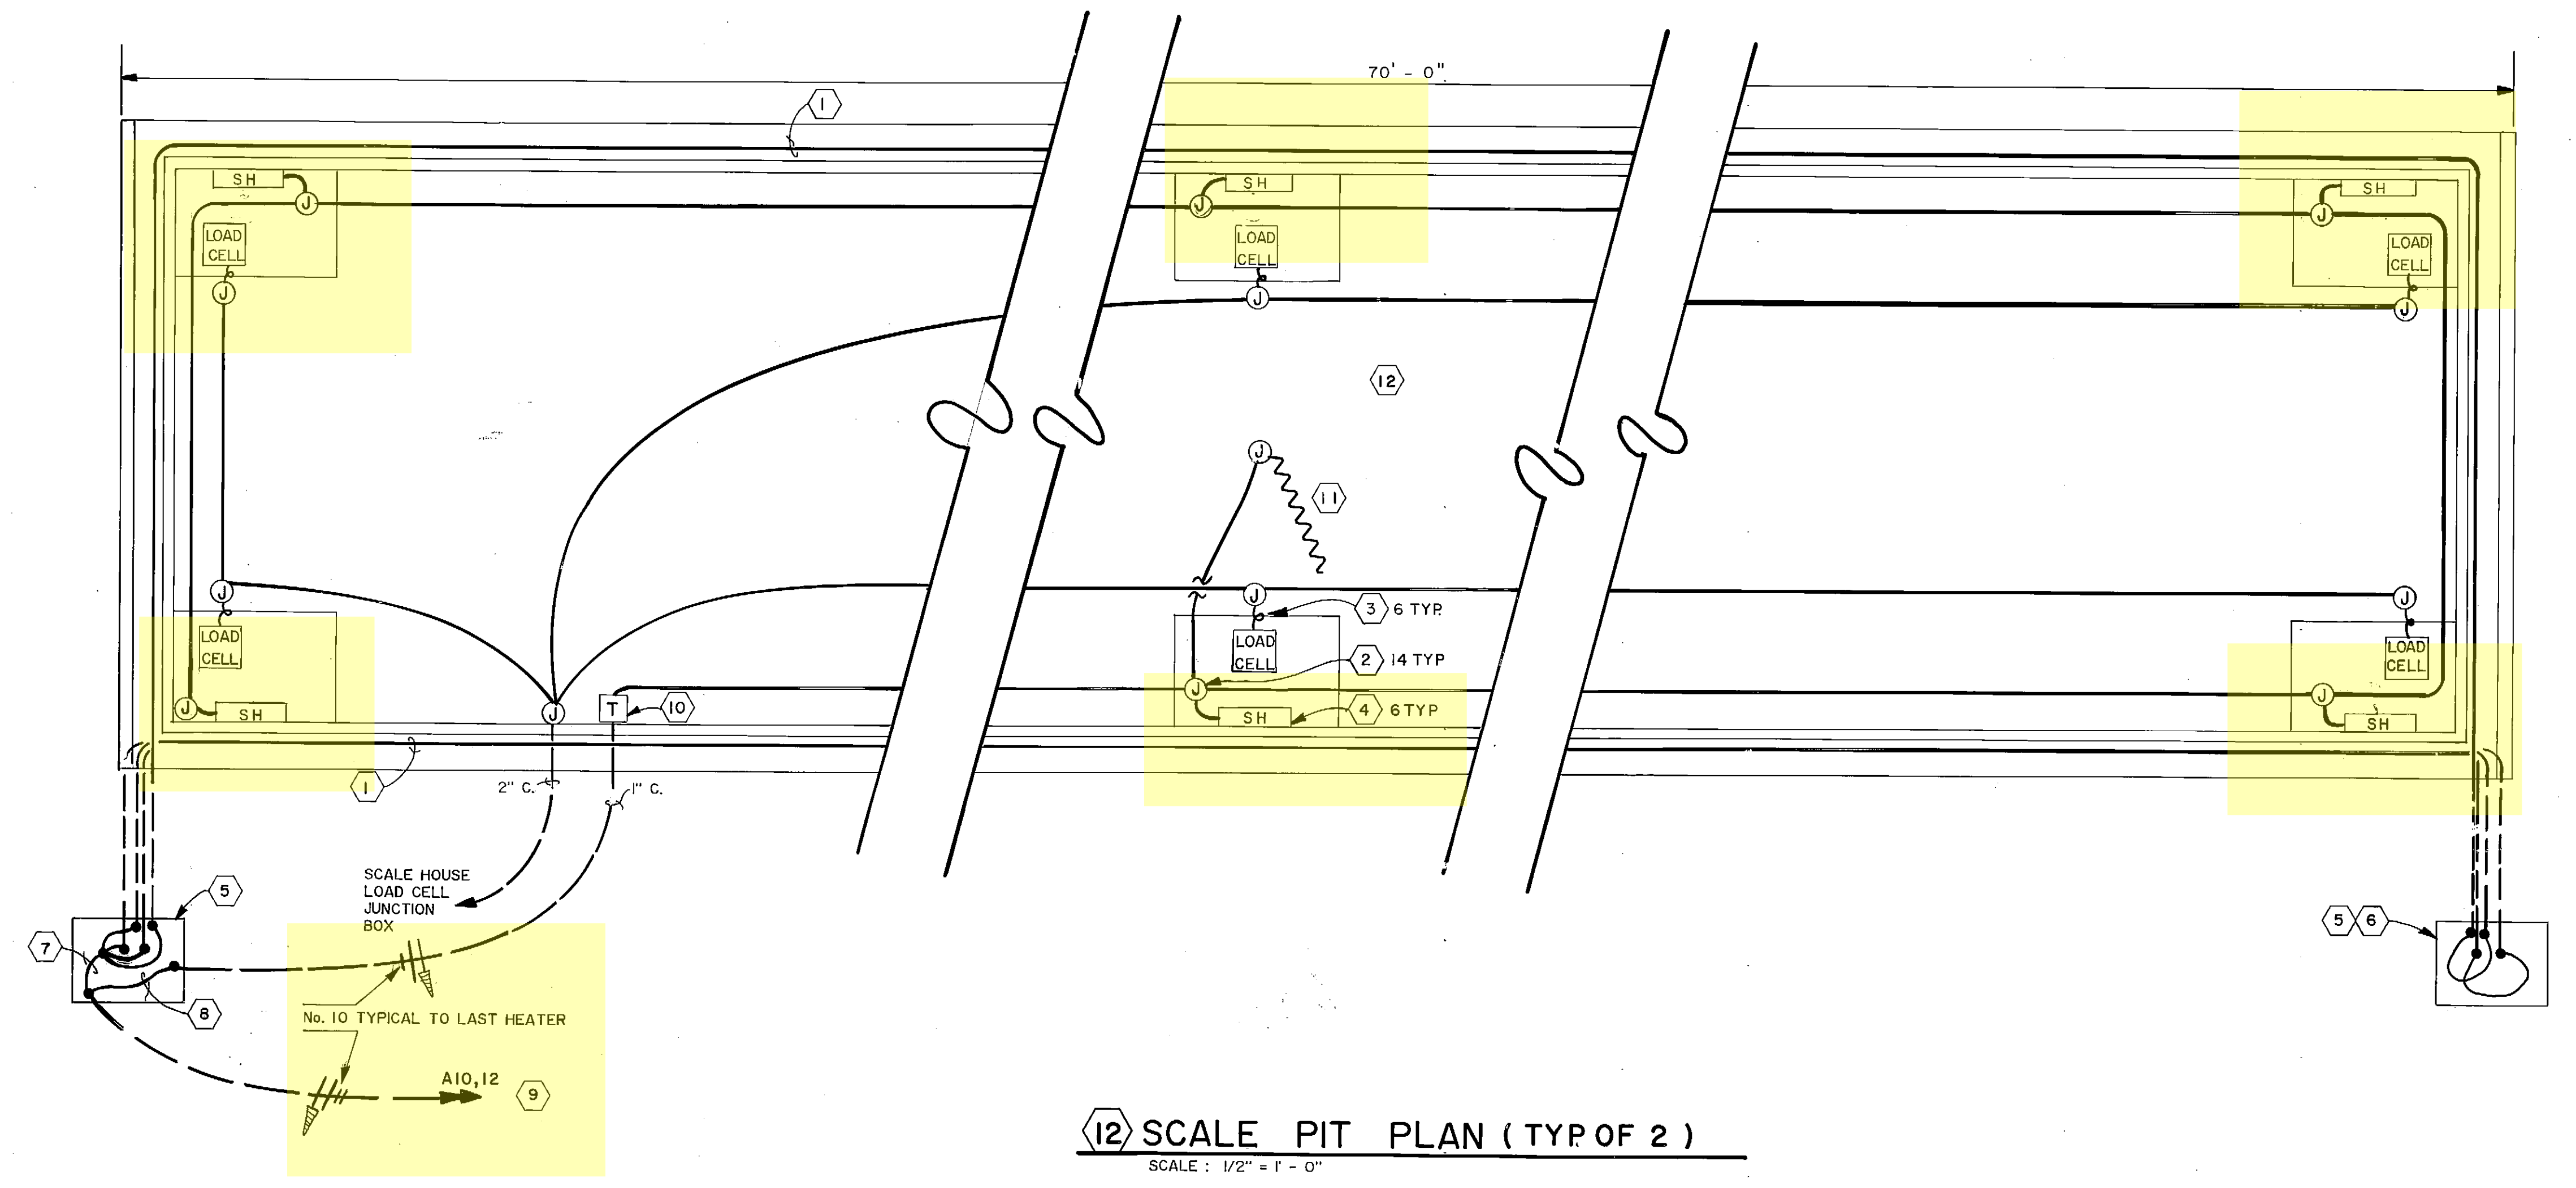 70' - 0"
1
SH
J
LOAD
CELL
J
SH
J
LOAD
CELL
J
SH
J
LOAD
CELL
J
12
J
11
J
LOAD
CELL
J
SH
J
T
10
J
3 6 TYP.
LOAD
CELL
2 14 TYP
J
SH
4 6 TYP
J
LOAD
CELL
J
SH
1
2" C.
1" C.
SCALE HOUSE
LOAD CELL
JUNCTION
BOX
5
7
8
5 6
No. 10 TYPICAL TO LAST HEATER
A10,12
9
12 SCALE PIT PLAN (TYP. OF 2)
SCALE : 1/2" = 1' - 0"